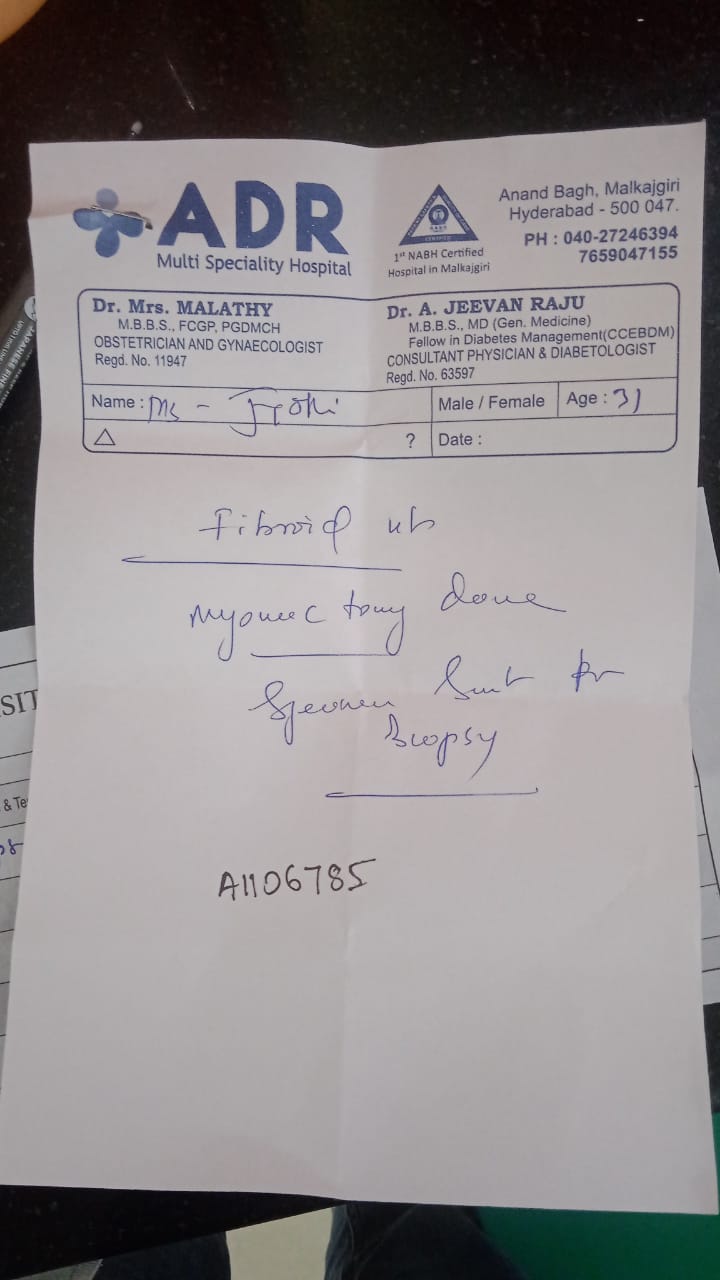 ADR
Multi Speciality Hospital
1st NABH Certified
Hospital in Malkajgiri
Anand Bagh, Malkajgiri
Hyderabad - 500 047.
PH : 040-27246394
7659047155
Dr. Mrs. MALATHY
M.B.B.S., FCGP, PGDMCH
OBSTETRICIAN AND GYNAECOLOGIST
Regd. No. 11947
Dr. A. JEEVAN RAJU
M.B.B.S., MD (Gen. Medicine)
Fellow in Diabetes Management(CCEBDM)
CONSULTANT PHYSICIAN & DIABETOLOGIST
Regd. No. 63597
Name : Ms - Jyothi
Male / Female
Age : 31
△
?
Date :
Fibroid ut
Myomectomy done
Specimen Sent for
Biopsy
A1106785
SIT
& Te